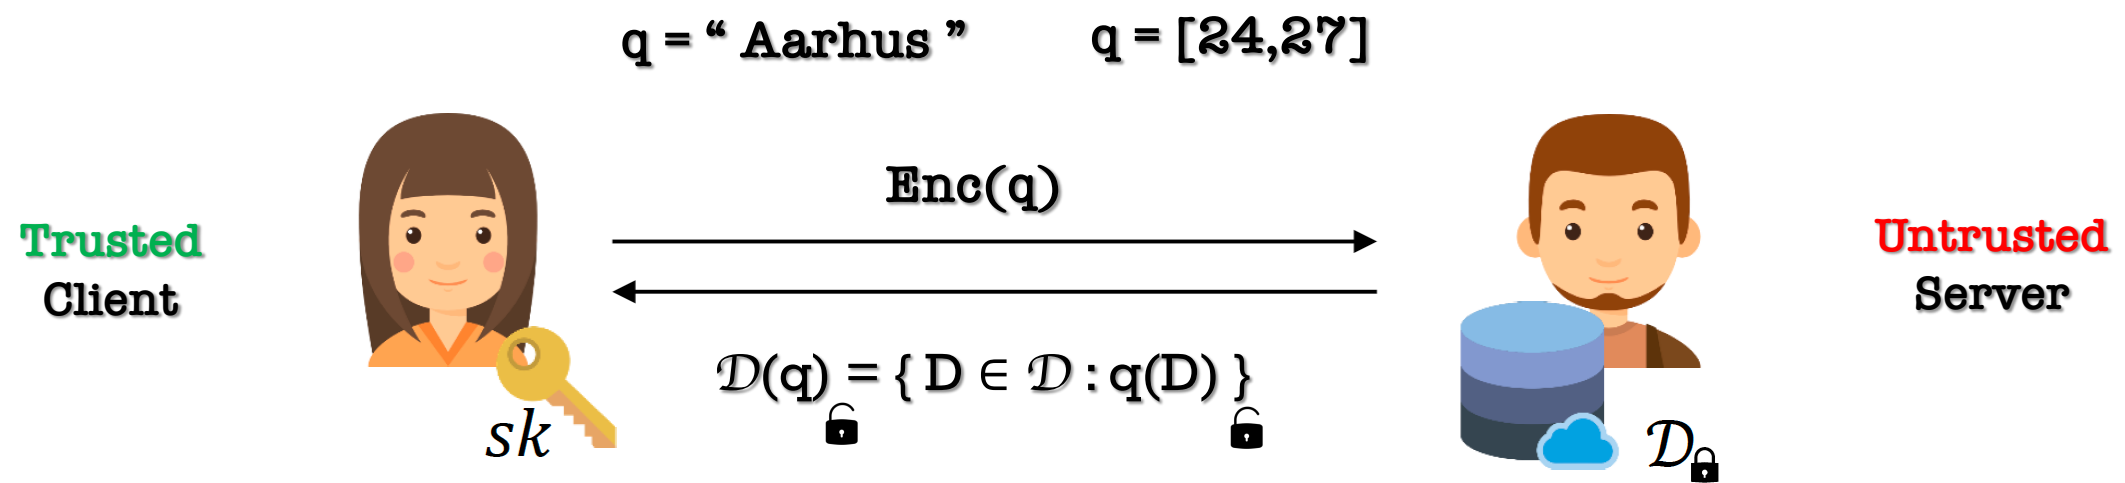 q = “ Aarhus ”
q = [24,27]
Enc(q)
Trusted
Client
Untrusted
Server
𝒟(q) = { D ∈ 𝒟 : q(D) }
sk
𝒟